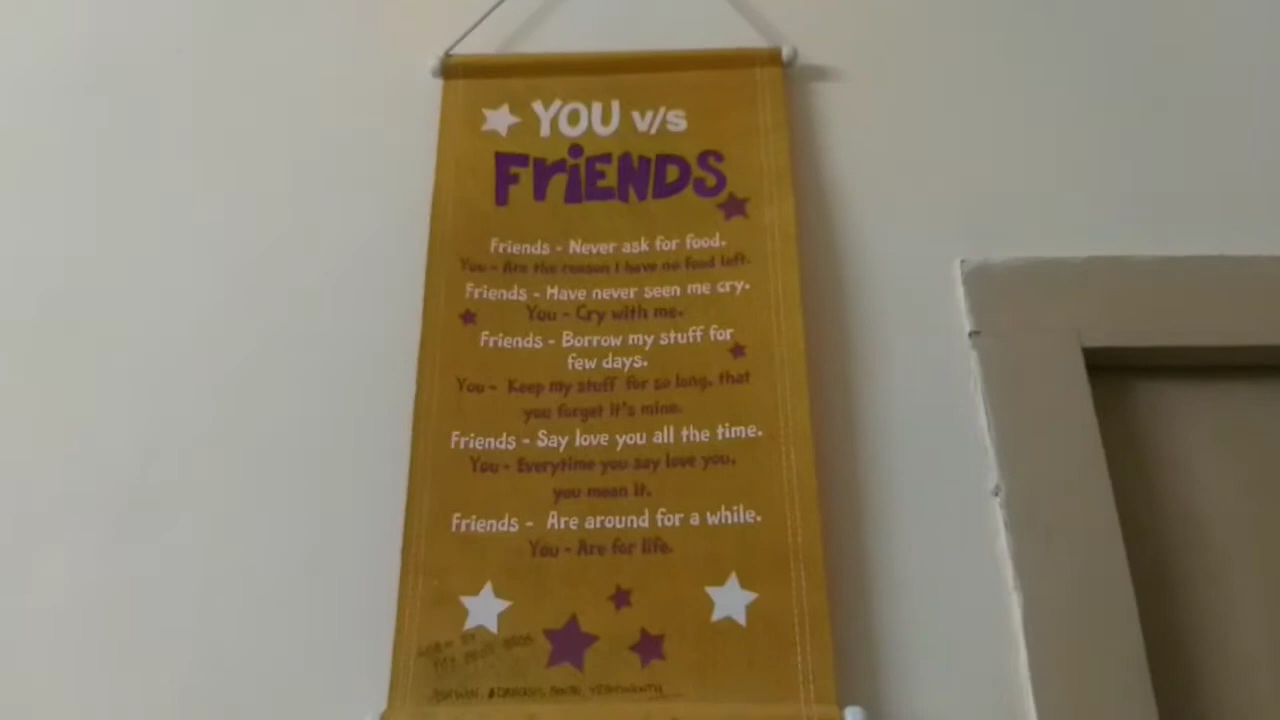 YOU v/s
FriENDS
Friends - Never ask for food.
You - Are the reason I have no food left.
Friends - Have never seen me cry.
You - Cry with me.
Friends - Borrow my stuff for
few days.
You - Keep my stuff for so long, that
you forget it's mine.
Friends - Say love you all the time.
You - Everytime you say love you,
you mean it.
Friends - Are around for a while.
You - Are for life.